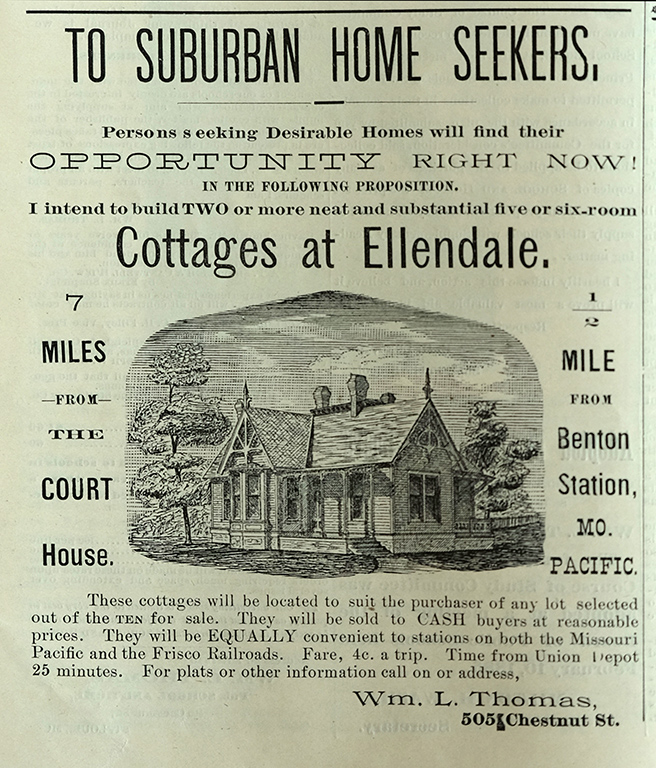 TO SUBURBAN HOME SEEKERS.
Persons seeking Desirable Homes will find their
OPPORTUNITY RIGHT NOW!
IN THE FOLLOWING PROPOSITION.
I intend to build TWO or more neat and substantial five or six-room
Cottages at Ellendale.
7
MILES
—FROM—
THE
COURT
House.
1/2
MILE
FROM
Benton
Station,
MO.
PACIFIC.
These cottages will be located to suit the purchaser of any lot selected
out of the TEN for sale. They will be sold to CASH buyers at reasonable
prices. They will be EQUALLY convenient to stations on both the Missouri
Pacific and the Frisco Railroads. Fare, 4c. a trip. Time from Union Depot
25 minutes. For plats or other information call on or address,
Wm. L. Thomas,
505 Chestnut St.